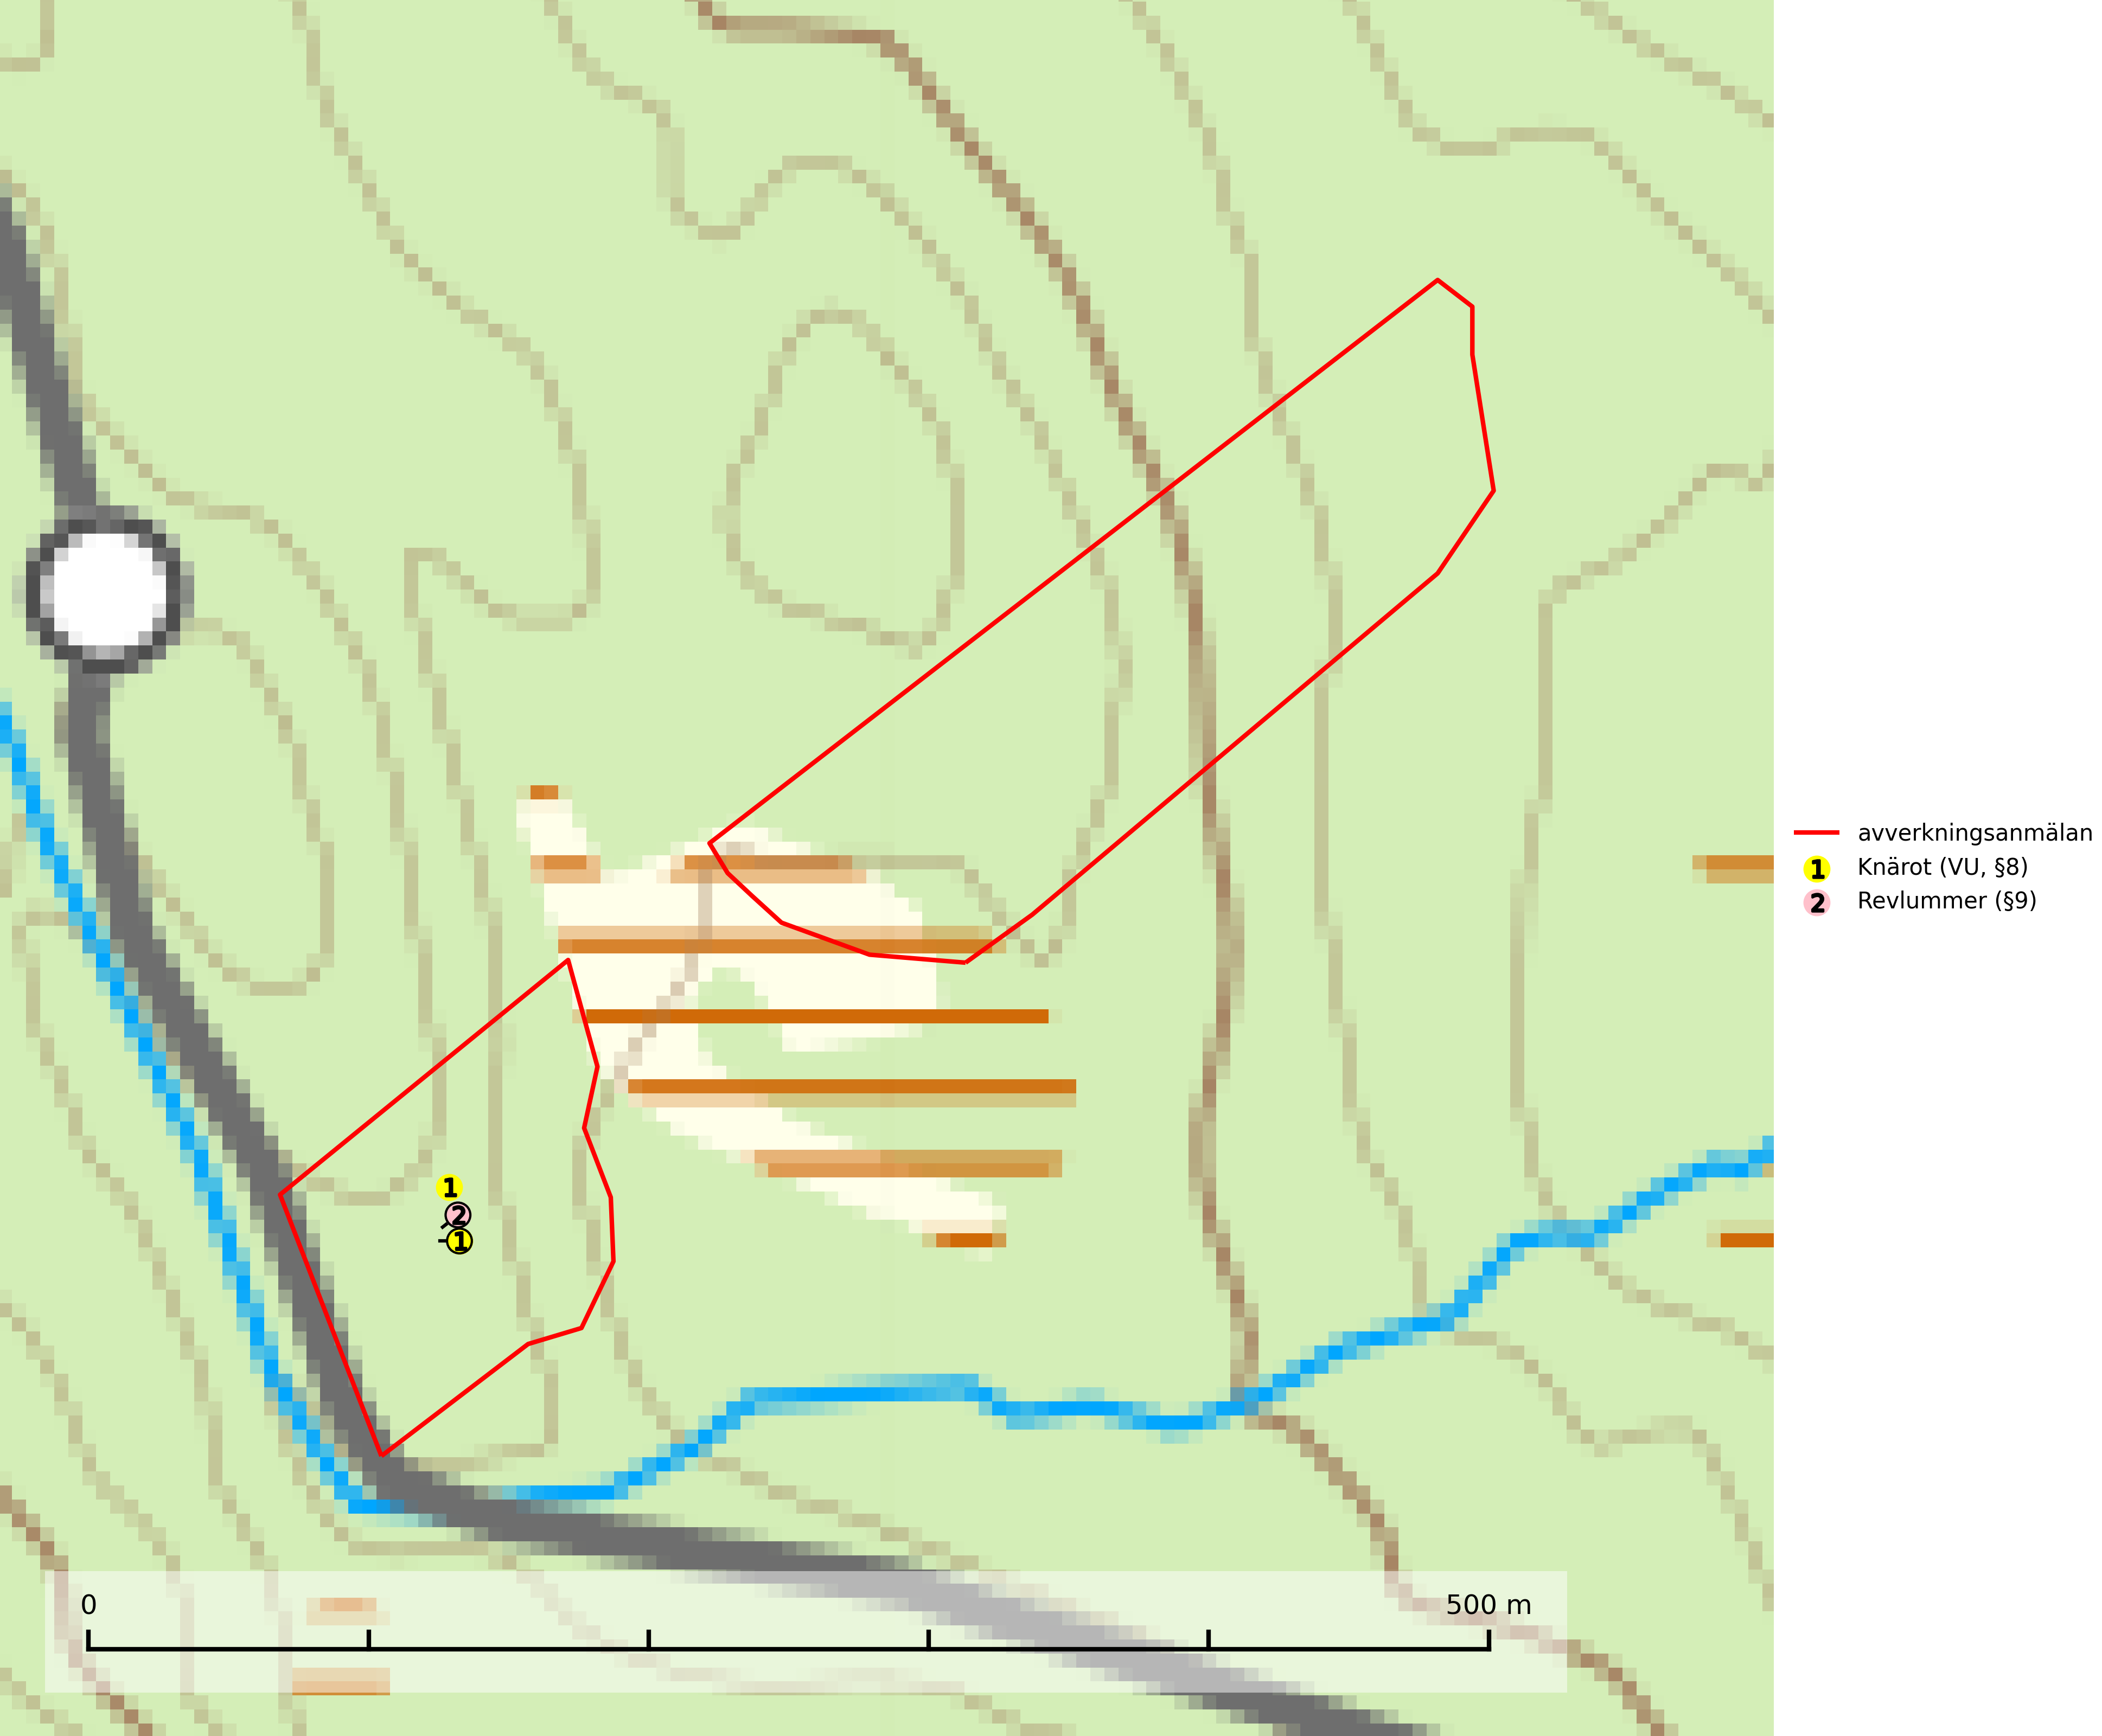 avverkningsanmälan
1 Knärot (VU, §8)
2 Revlummer (§9)
1
2
1
0 500 m